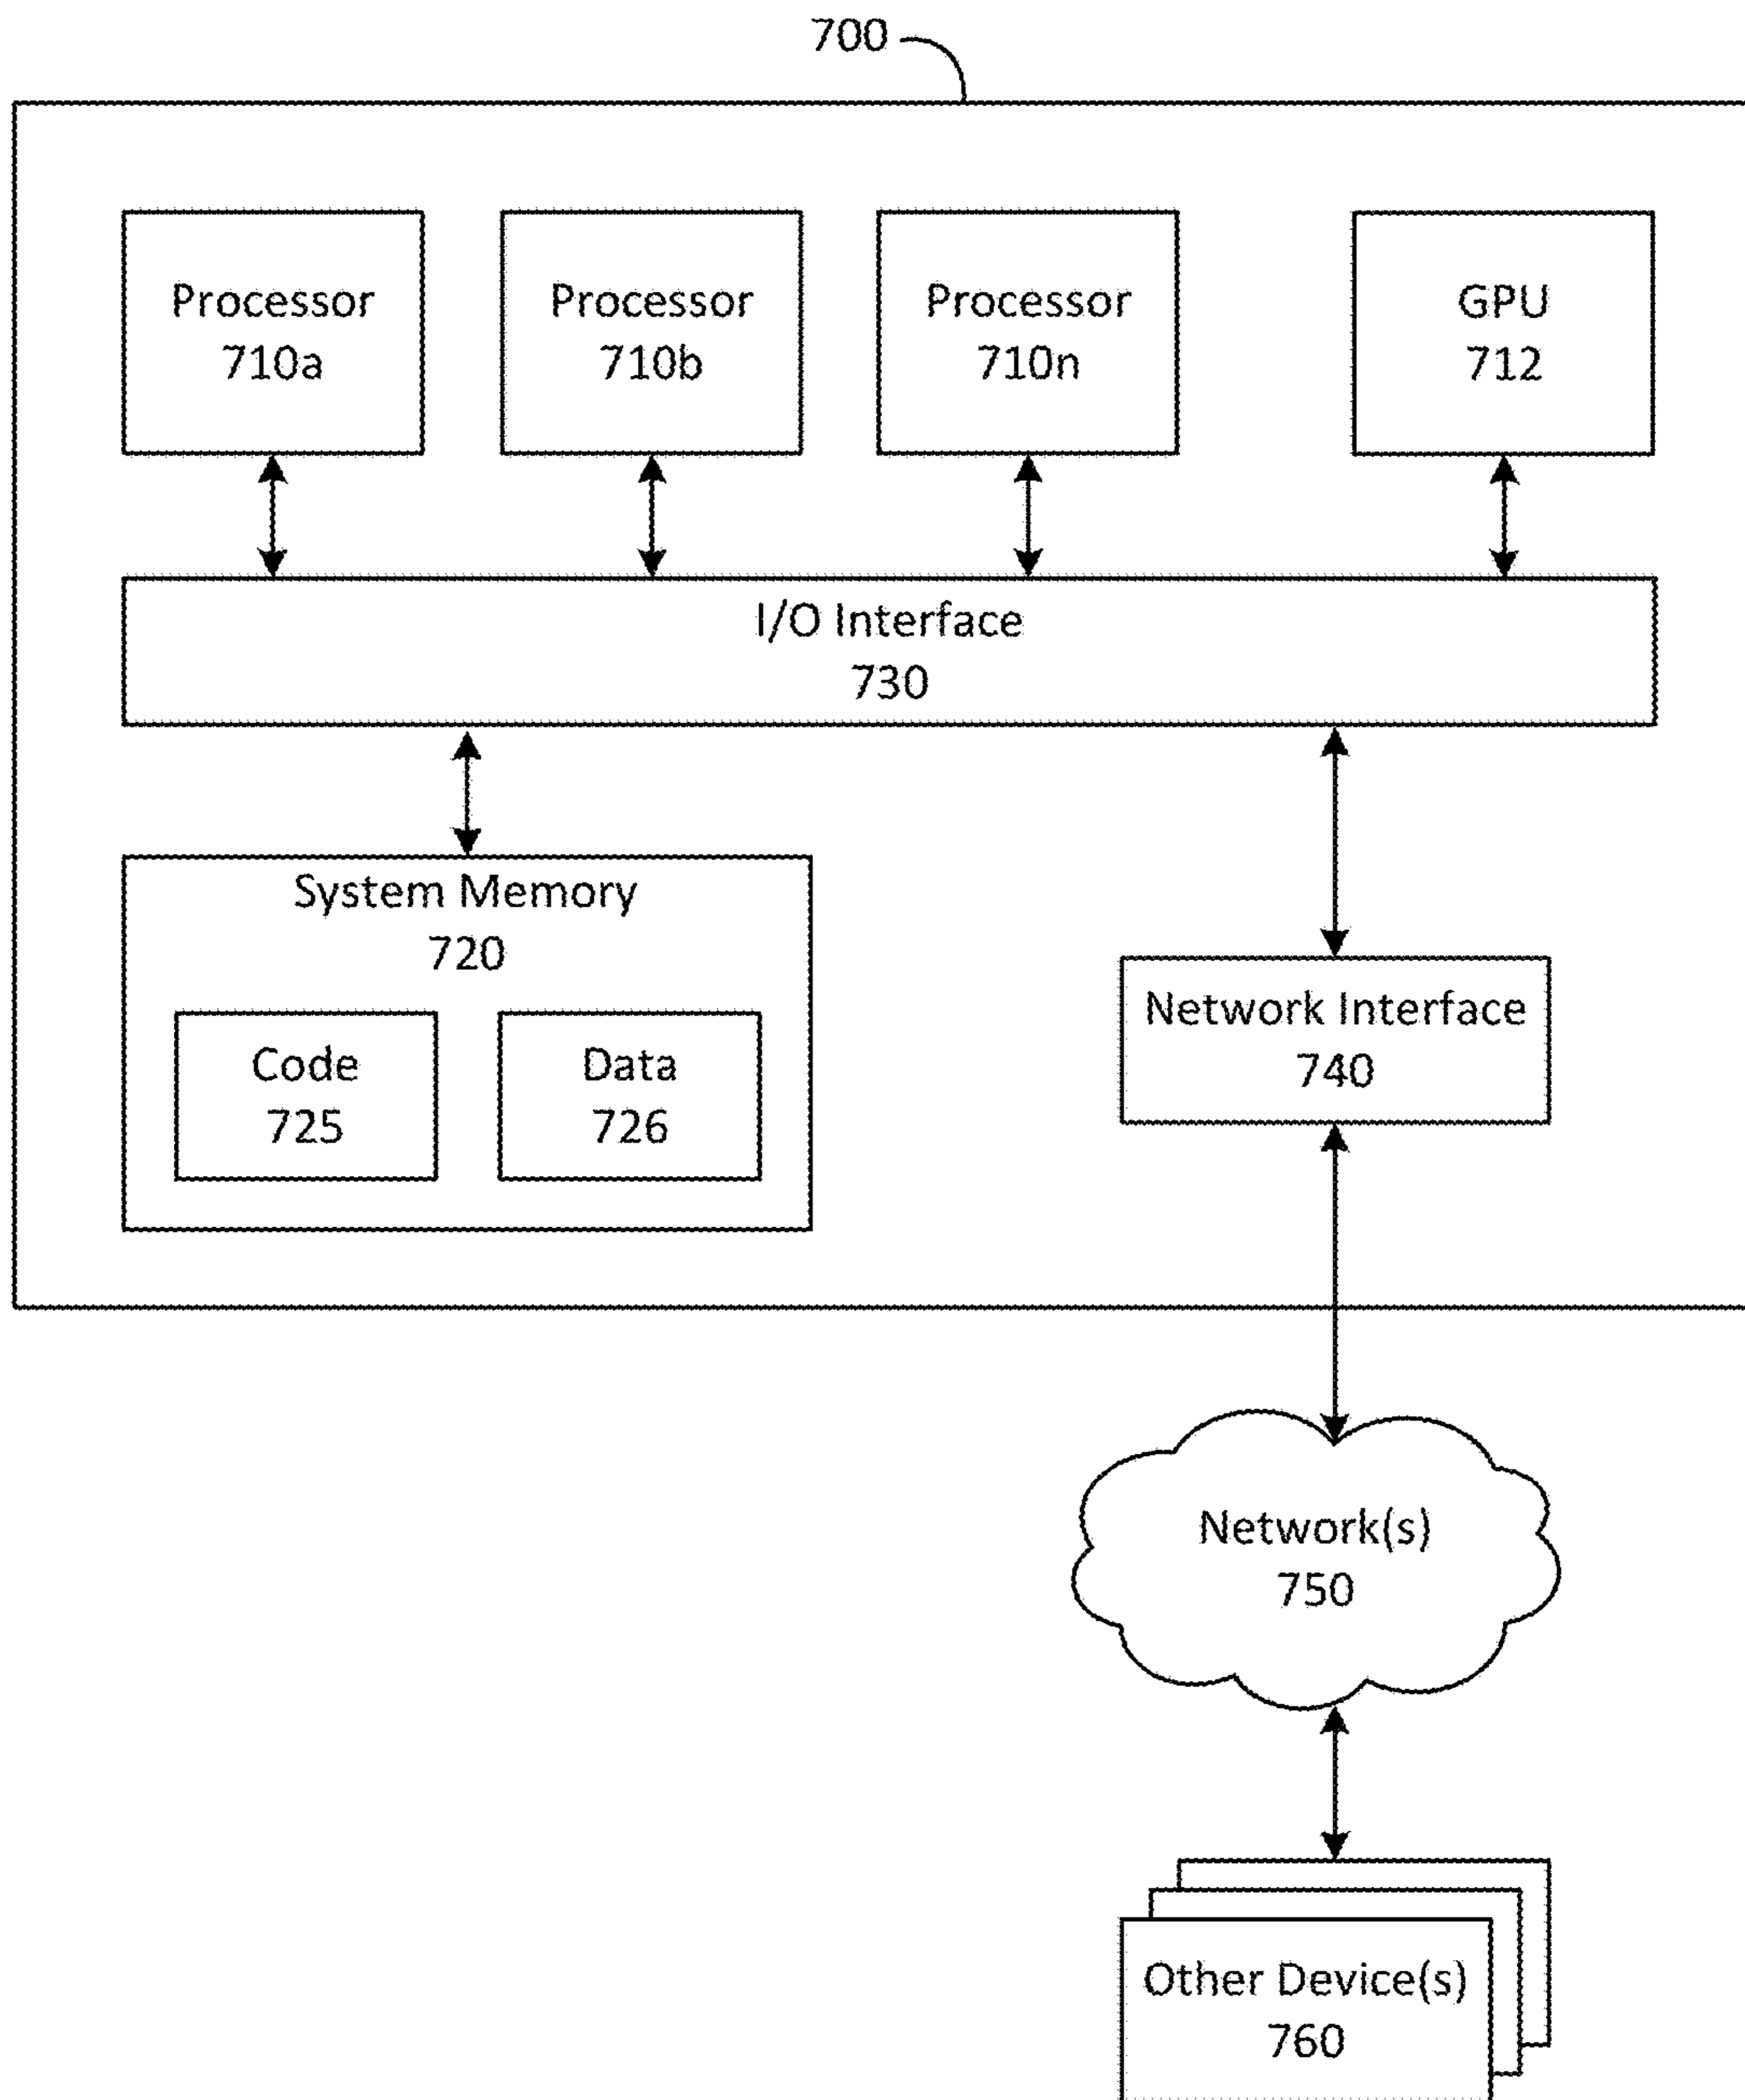 700
Processor
710a
Processor
710b
Processor
710n
GPU
712
I/O Interface
730
System Memory
720
Code
725
Data
726
Network Interface
740
Network(s)
750
Other Device(s)
760